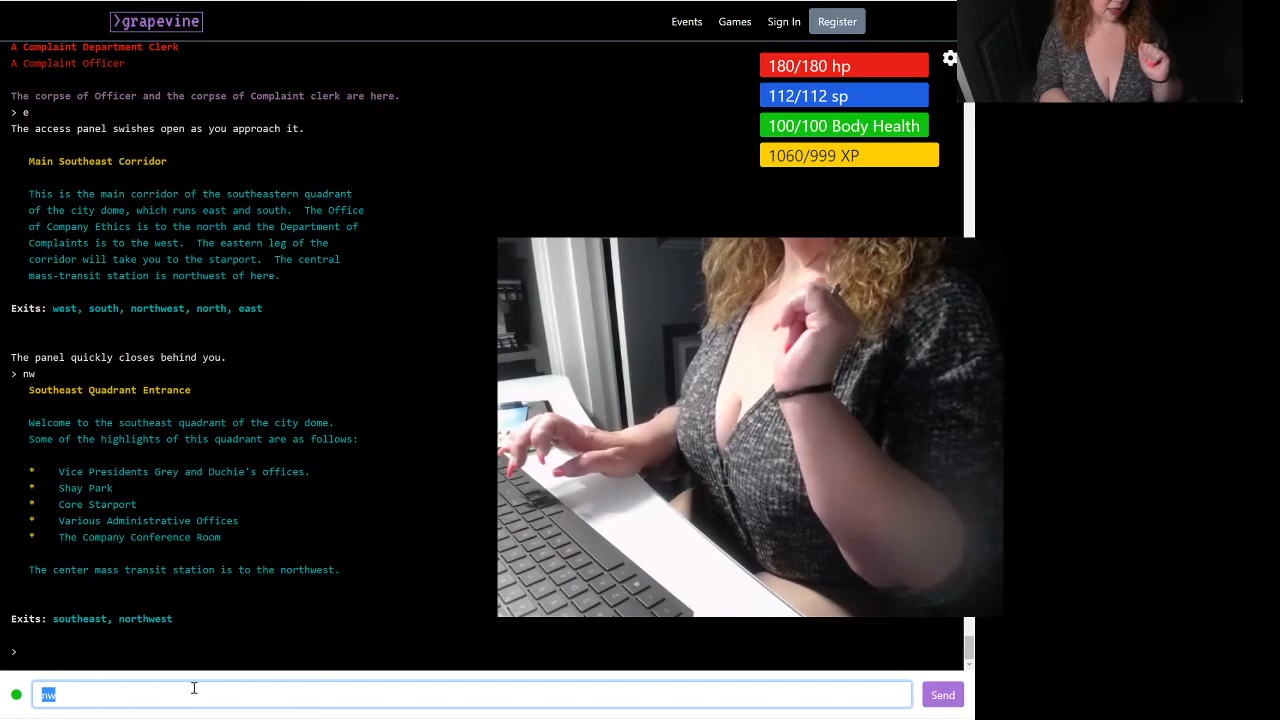 >grapevine
Events Games Sign In Register
A Complaint Department Clerk
A Complaint Officer
The corpse of Officer and the corpse of Complaint clerk are here.
> e
The access panel swishes open as you approach it.
Main Southeast Corridor
This is the main corridor of the southeastern quadrant
of the city dome, which runs east and south. The Office
of Company Ethics is to the north and the Department of
Complaints is to the west. The eastern leg of the
corridor will take you to the starport. The central
mass-transit station is northwest of here.
Exits: west, south, northwest, north, east
The panel quickly closes behind you.
> nw
Southeast Quadrant Entrance
Welcome to the southeast quadrant of the city dome.
Some of the highlights of this quadrant are as follows:
* Vice Presidents Grey and Duchie's offices.
* Shay Park
* Core Starport
* Various Administrative Offices
* The Company Conference Room
The center mass transit station is to the northwest.
Exits: southeast, northwest
>
180/180 hp
112/112 sp
100/100 Body Health
1060/999 XP
nw
Send